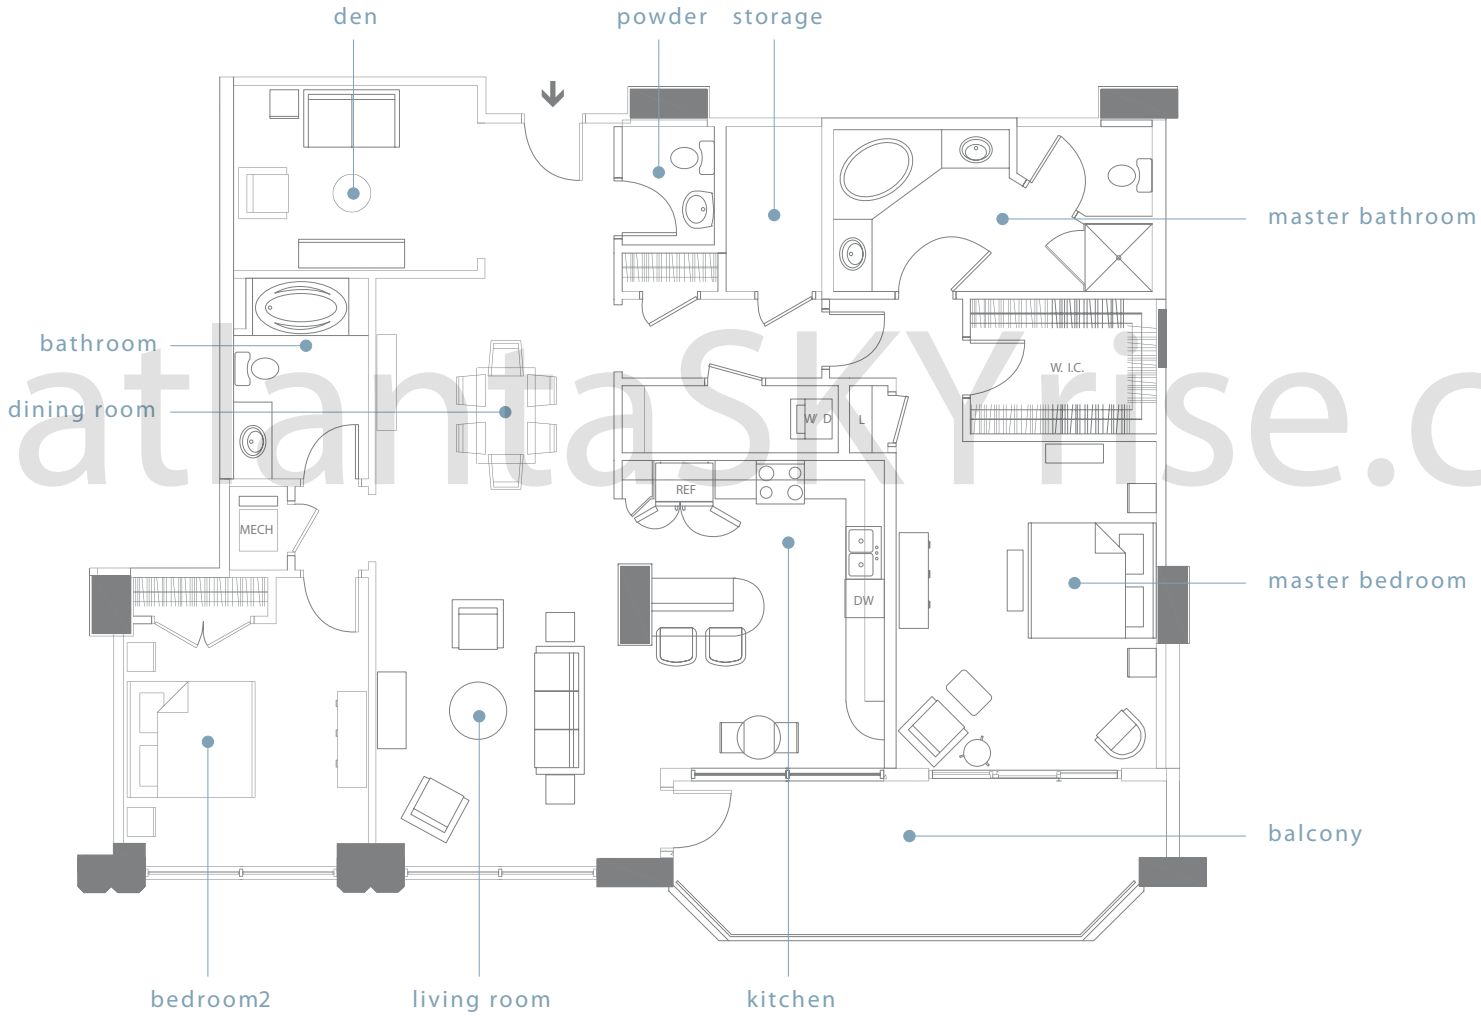 den
powder
storage
master bathroom
bathroom
W. I.C.
dining room
atlantaSKYrise.c
W/ D
L
REF
MECH
master bedroom
DW
balcony
bedroom2
living room
kitchen